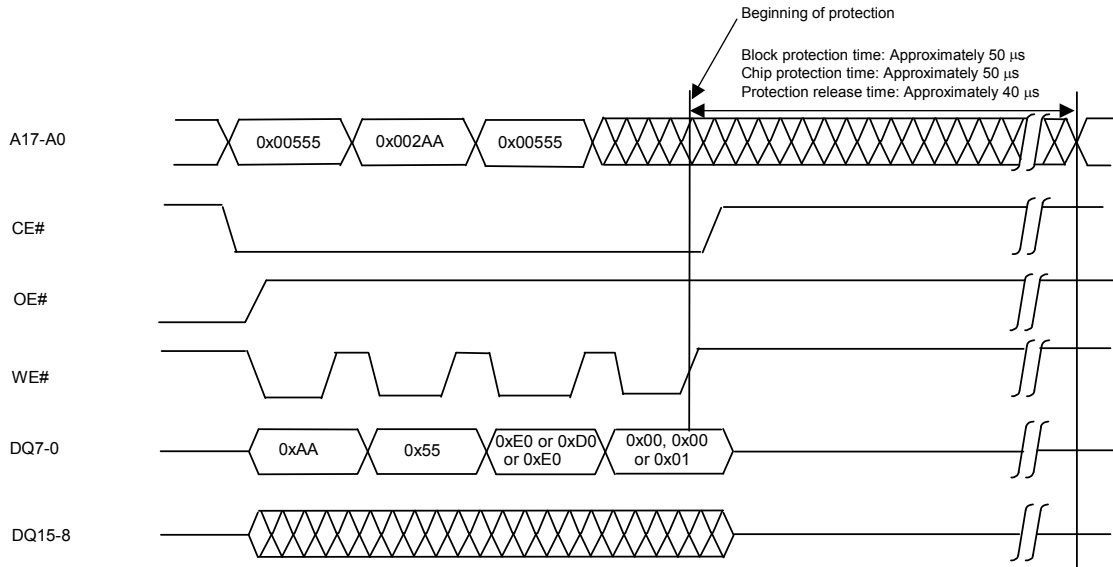 Beginning of protection
Block protection time: Approximately 50 μs
Chip protection time: Approximately 50 μs
Protection release time: Approximately 40 μs
A17-A0
0x00555
0x002AA
0x00555
CE#
OE#
WE#
DQ7-0
0xAA
0x55
0xE0 or 0xD0
or 0xE0
0x00, 0x00
or 0x01
DQ15-8